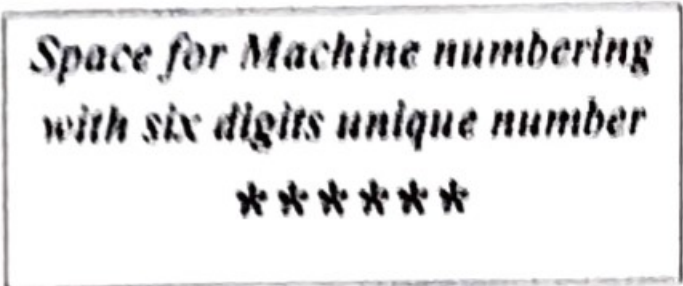 Space for Machine numbering
with six digits unique number
******